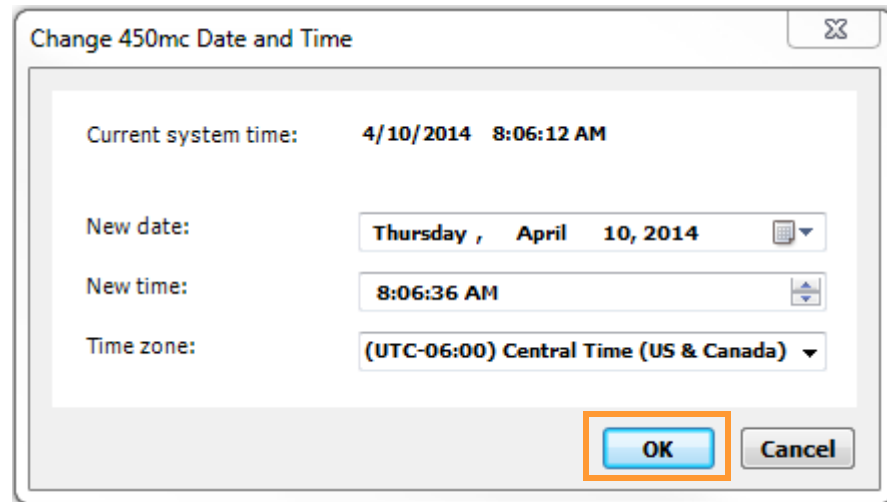 Change 450mc Date and Time
Current system time: 4/10/2014 8:06:12 AM
New date: Thursday , April 10, 2014
New time: 8:06:36 AM
Time zone: (UTC-06:00) Central Time (US & Canada)
OK Cancel